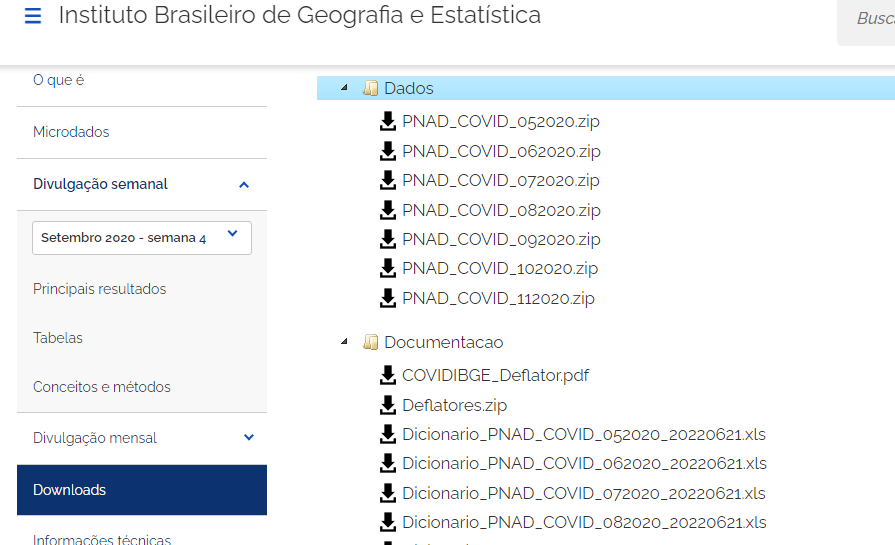 Instituto Brasileiro de Geografia e Estatística
Busca
O que é
Microdados
Divulgação semanal
Setembro 2020 - semana 4
Principais resultados
Tabelas
Conceitos e métodos
Divulgação mensal
Downloads
Informações técnicas
Dados
PNAD_COVID_052020.zip
PNAD_COVID_062020.zip
PNAD_COVID_072020.zip
PNAD_COVID_082020.zip
PNAD_COVID_092020.zip
PNAD_COVID_102020.zip
PNAD_COVID_112020.zip
Documentacao
COVIDIBGE_Deflator.pdf
Deflatores.zip
Dicionario_PNAD_COVID_052020_20220621.xls
Dicionario_PNAD_COVID_062020_20220621.xls
Dicionario_PNAD_COVID_072020_20220621.xls
Dicionario_PNAD_COVID_082020_20220621.xls